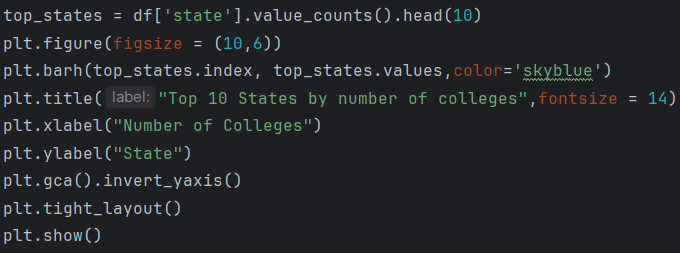 top_states = df['state'].value_counts().head(10)
plt.figure(figsize = (10,6))
plt.barh(top_states.index, top_states.values,color='skyblue')
plt.title( label: "Top 10 States by number of colleges",fontsize = 14)
plt.xlabel("Number of Colleges")
plt.ylabel("State")
plt.gca().invert_yaxis()
plt.tight_layout()
plt.show()